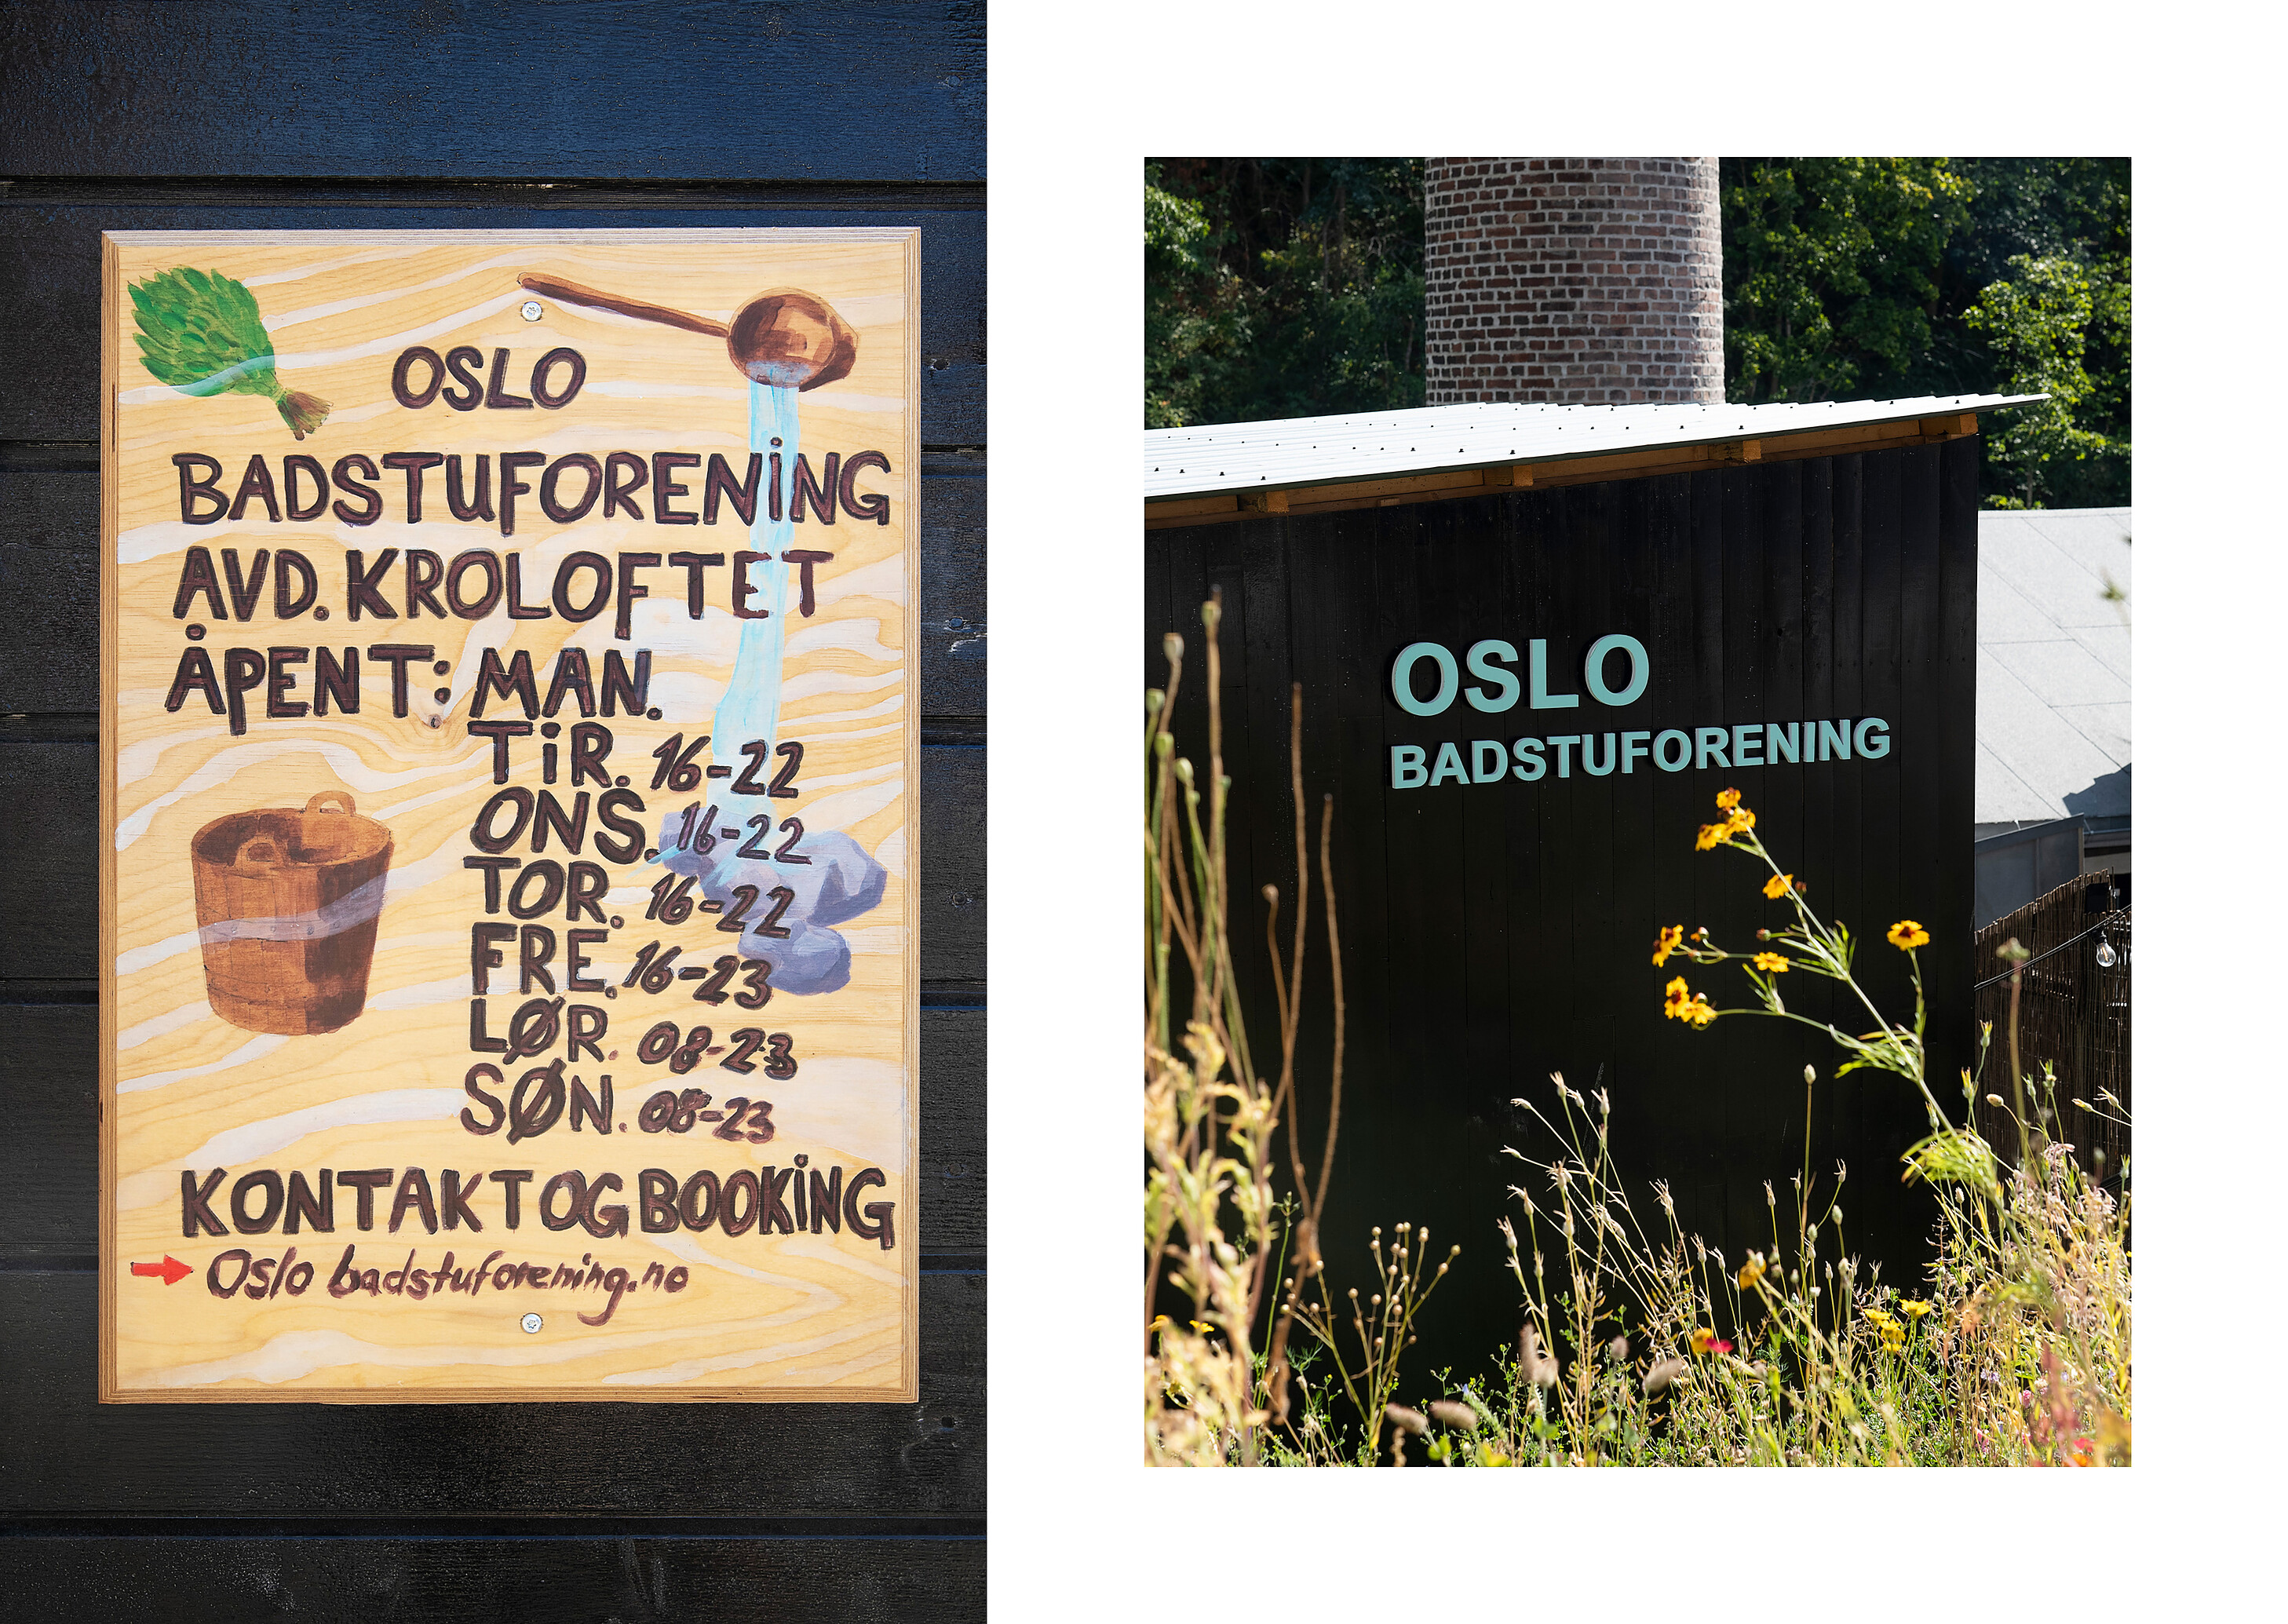 OSLO
BADSTUFORENING
AVD. KROLOFTET
ÅPENT: MAN.
TIR. 16-22
ONS. 16-22
TOR. 16-22
FRE. 16-23
LØR. 08-23
SØN. 08-23
KONTAKT OG BOOKING
Oslo badstuforening.no
OSLO
BADSTUFORENING